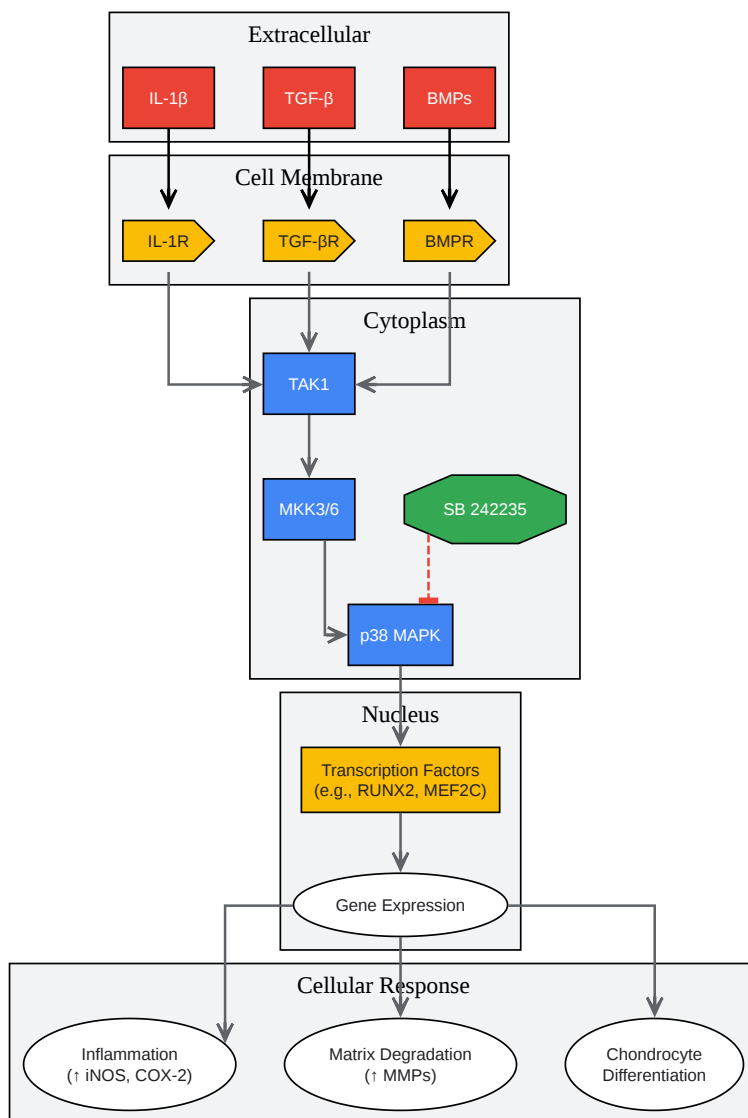 Extracellular
IL-1β
TGF-β
BMPs
Cell Membrane
IL-1R
TGF-βR
BMPR
Cytoplasm
TAK1
MKK3/6
SB 242235
p38 MAPK
Nucleus
Transcription Factors
(e.g., RUNX2, MEF2C)
Gene Expression
Cellular Response
Inflammation
(↑ iNOS, COX-2)
Matrix Degradation
(↑ MMPs)
Chondrocyte
Differentiation